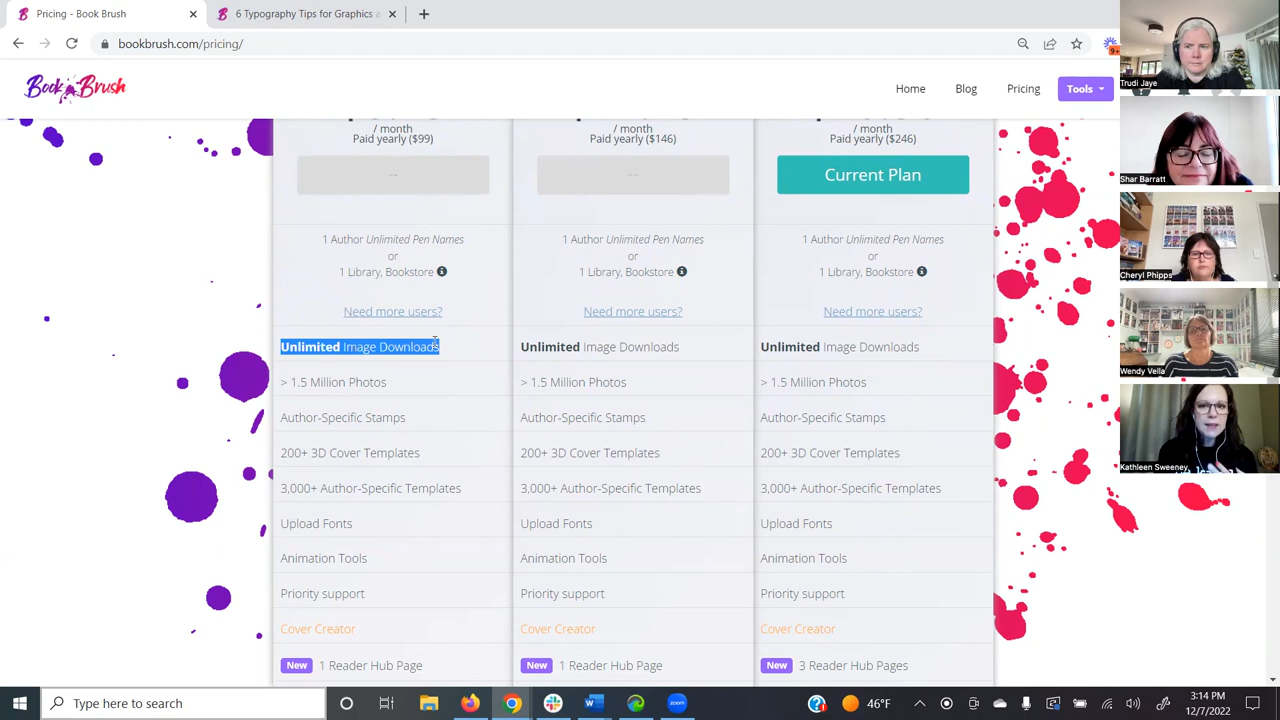 Pricing - Book Brush
6 Typography Tips for Graphics a
bookbrush.com/pricing/
9+
Book Brush
Home
Blog
Pricing
Tools
/ month
Paid yearly ($99)
/ month
Paid yearly ($146)
/ month
Paid yearly ($246)
Current Plan
1 Author Unlimited Pen Names
or
1 Library, Bookstore
Need more users?
1 Author Unlimited Pen Names
or
1 Library, Bookstore
Need more users?
1 Author Unlimited Pen Names
or
1 Library, Bookstore
Need more users?
Unlimited Image Downloads
Unlimited Image Downloads
Unlimited Image Downloads
> 1.5 Million Photos
1.5 Million Photos
1.5 Million Photos
Author-Specific Stamps
Author-Specific Stamps
Author-Specific Stamps
200+ 3D Cover Templates
200+ 3D Cover Templates
200+ 3D Cover Templates
3,000+ Author-Specific Templates
3,000+ Author-Specific Templates
3,000+ Author-Specific Templates
Upload Fonts
Upload Fonts
Upload Fonts
Animation Tools
Animation Tools
Animation Tools
Priority support
Priority support
Priority support
Cover Creator
Cover Creator
Cover Creator
New 1 Reader Hub Page
New 1 Reader Hub Page
New 3 Reader Hub Pages
Trudi Jaye
Shar Barratt
Cheryl Phipps
Wendy Vella
Kathleen Sweeney
Type here to search
zoom
46°F
3:14 PM
12/7/2022